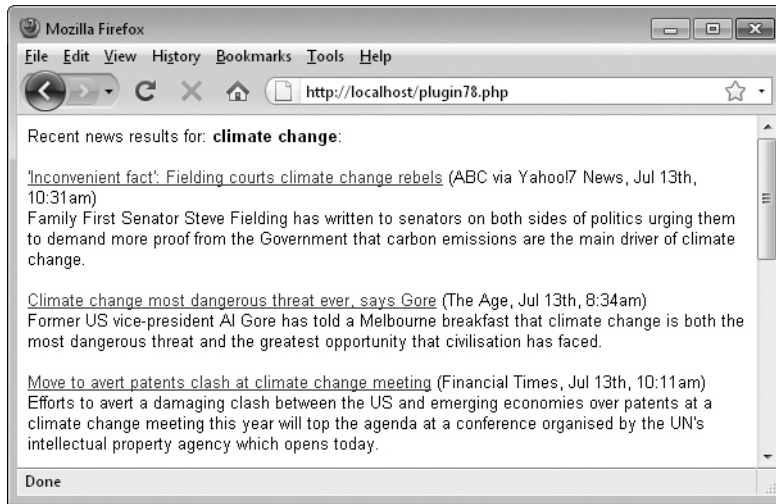 Mozilla Firefox
File Edit View History Bookmarks Tools Help
http://localhost/plugin78.php
Recent news results for: climate change:
'Inconvenient fact': Fielding courts climate change rebels (ABC via Yahoo!7 News, Jul 13th,
10:31am)
Family First Senator Steve Fielding has written to senators on both sides of politics urging them
to demand more proof from the Government that carbon emissions are the main driver of climate
change.
Climate change most dangerous threat ever, says Gore (The Age, Jul 13th, 8:34am)
Former US vice-president Al Gore has told a Melbourne breakfast that climate change is both the
most dangerous threat and the greatest opportunity that civilisation has faced.
Move to avert patents clash at climate change meeting (Financial Times, Jul 13th, 10:11am)
Efforts to avert a damaging clash between the US and emerging economies over patents at a
climate change meeting this year will top the agenda at a conference organised by the UN's
intellectual property agency which opens today.
Done